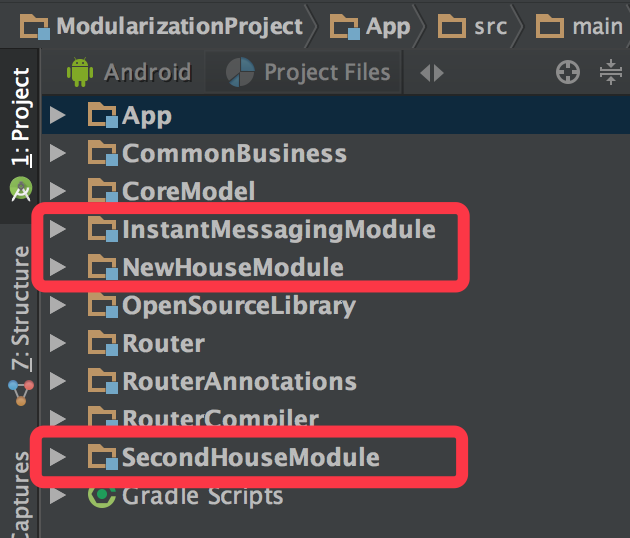 ModularizationProject App src main
Android Project Files
1: Project
App
CommonBusiness
CoreModel
InstantMessagingModule
NewHouseModule
7: Structure
OpenSourceLibrary
Router
RouterAnnotations
RouterCompiler
SecondHouseModule
Captures
Gradle Scripts